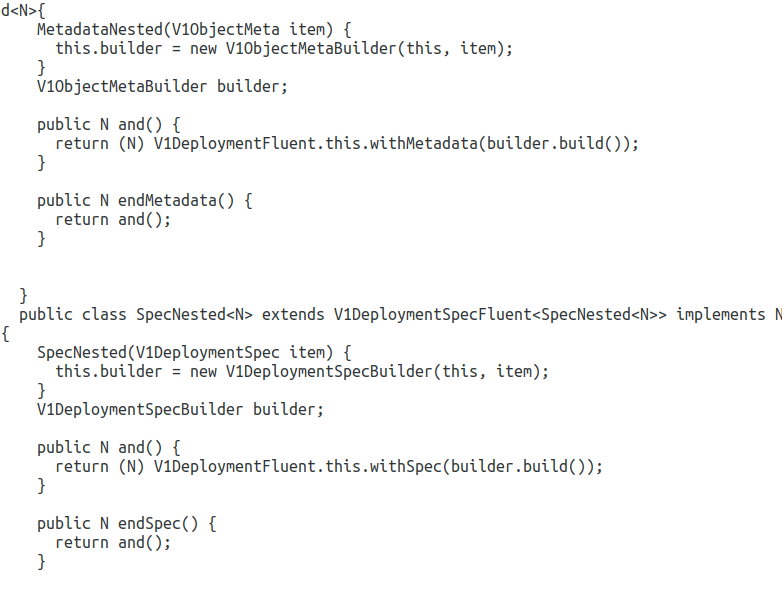 d<N>{
    MetadataNested(V1ObjectMeta item) {
      this.builder = new V1ObjectMetaBuilder(this, item);
    }
    V1ObjectMetaBuilder builder;

    public N and() {
      return (N) V1DeploymentFluent.this.withMetadata(builder.build());
    }

    public N endMetadata() {
      return and();
    }


  }
  public class SpecNested<N> extends V1DeploymentSpecFluent<SpecNested<N>> implements N
{
    SpecNested(V1DeploymentSpec item) {
      this.builder = new V1DeploymentSpecBuilder(this, item);
    }
    V1DeploymentSpecBuilder builder;

    public N and() {
      return (N) V1DeploymentFluent.this.withSpec(builder.build());
    }

    public N endSpec() {
      return and();
    }